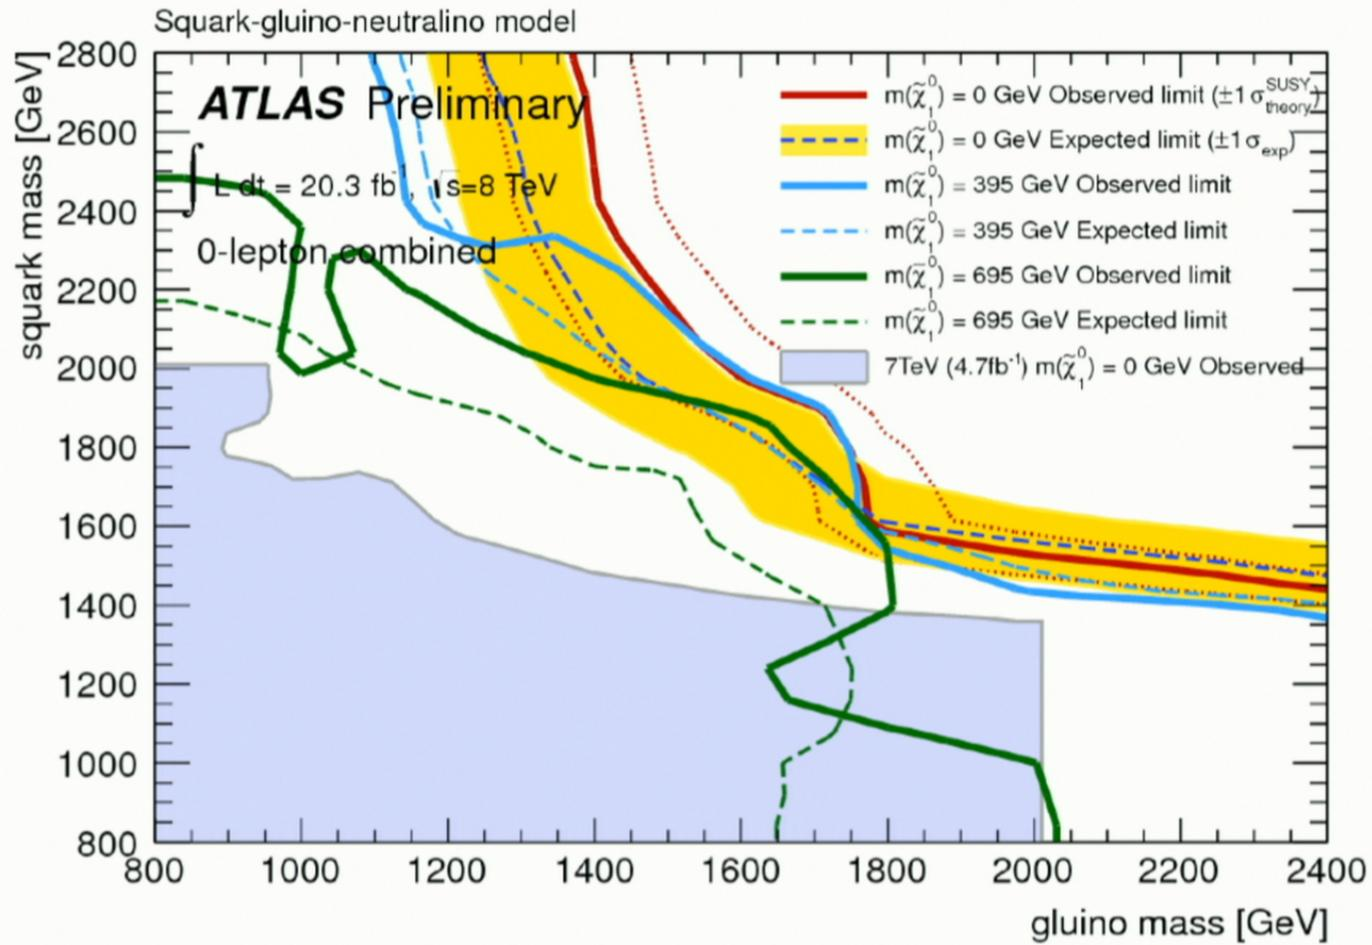 Squark-gluino-neutralino model
squark mass [GeV]
2800
2600
2400
2200
2000
1800
1600
1400
1200
1000
800
ATLAS Preliminary
∫ L dt = 20.3 fb⁻¹, √s=8 TeV
0-lepton combined
m(χ̃₁⁰) = 0 GeV Observed limit (±1 σ^SUSY_theory)
m(χ̃₁⁰) = 0 GeV Expected limit (±1 σ_exp)
m(χ̃₁⁰) = 395 GeV Observed limit
m(χ̃₁⁰) = 395 GeV Expected limit
m(χ̃₁⁰) = 695 GeV Observed limit
m(χ̃₁⁰) = 695 GeV Expected limit
7TeV (4.7fb⁻¹) m(χ̃₁⁰) = 0 GeV Observed
800 1000 1200 1400 1600 1800 2000 2200 2400
gluino mass [GeV]